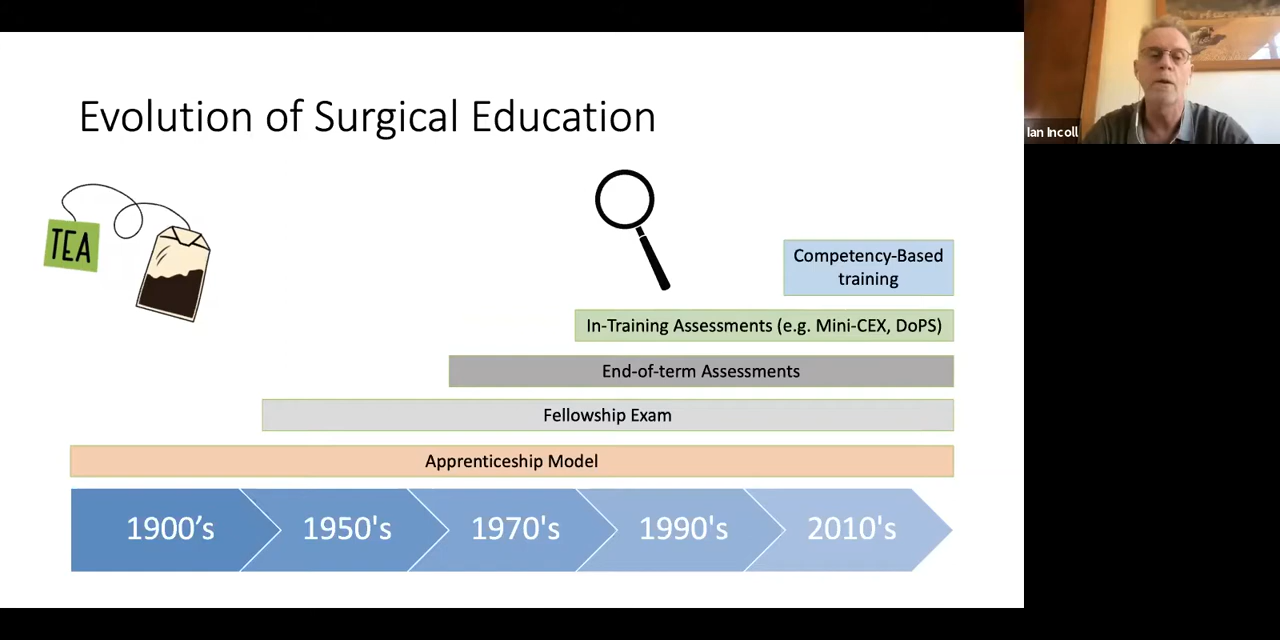 Evolution of Surgical Education
Ian Incoll
TEA
Competency-Based
training
In-Training Assessments (e.g. Mini-CEX, DoPS)
End-of-term Assessments
Fellowship Exam
Apprenticeship Model
1900’s
1950's
1970's
1990's
2010's